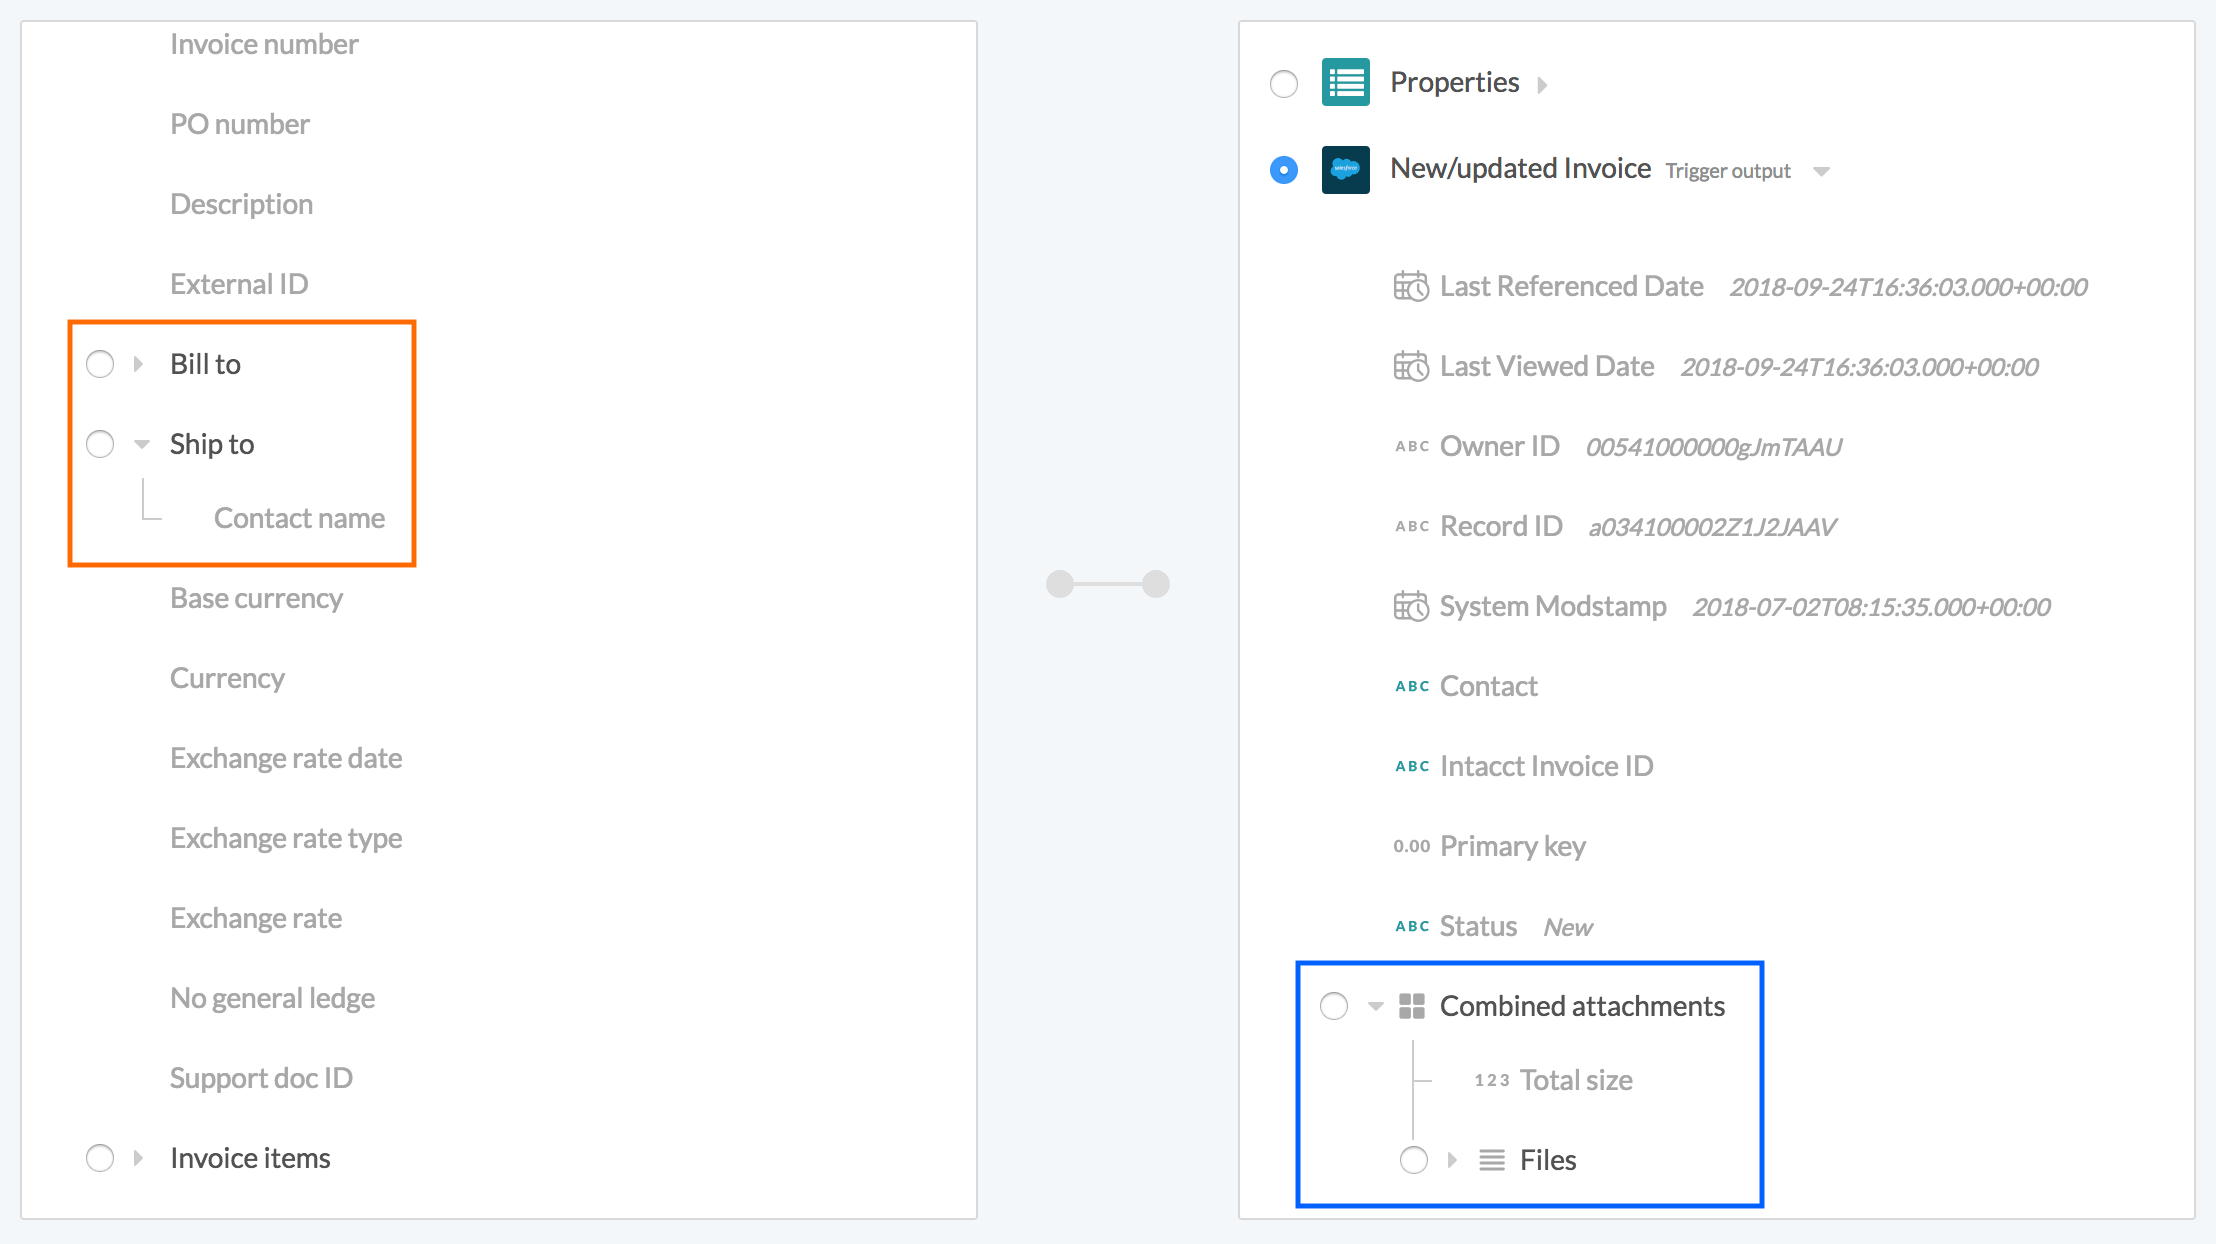 Invoice number
PO number
Description
External ID
Bill to
Ship to
Contact name
Base currency
Currency
Exchange rate date
Exchange rate type
Exchange rate
No general ledge
Support doc ID
Invoice items
Properties
salesforce
New/updated Invoice Trigger output
Last Referenced Date 2018-09-24T16:36:03.000+00:00
Last Viewed Date 2018-09-24T16:36:03.000+00:00
ABC Owner ID 00541000000gJmTAAU
ABC Record ID a034100002Z1J2JAAV
System Modstamp 2018-07-02T08:15:35.000+00:00
ABC Contact
ABC Intacct Invoice ID
0.00 Primary key
ABC Status New
Combined attachments
123 Total size
Files